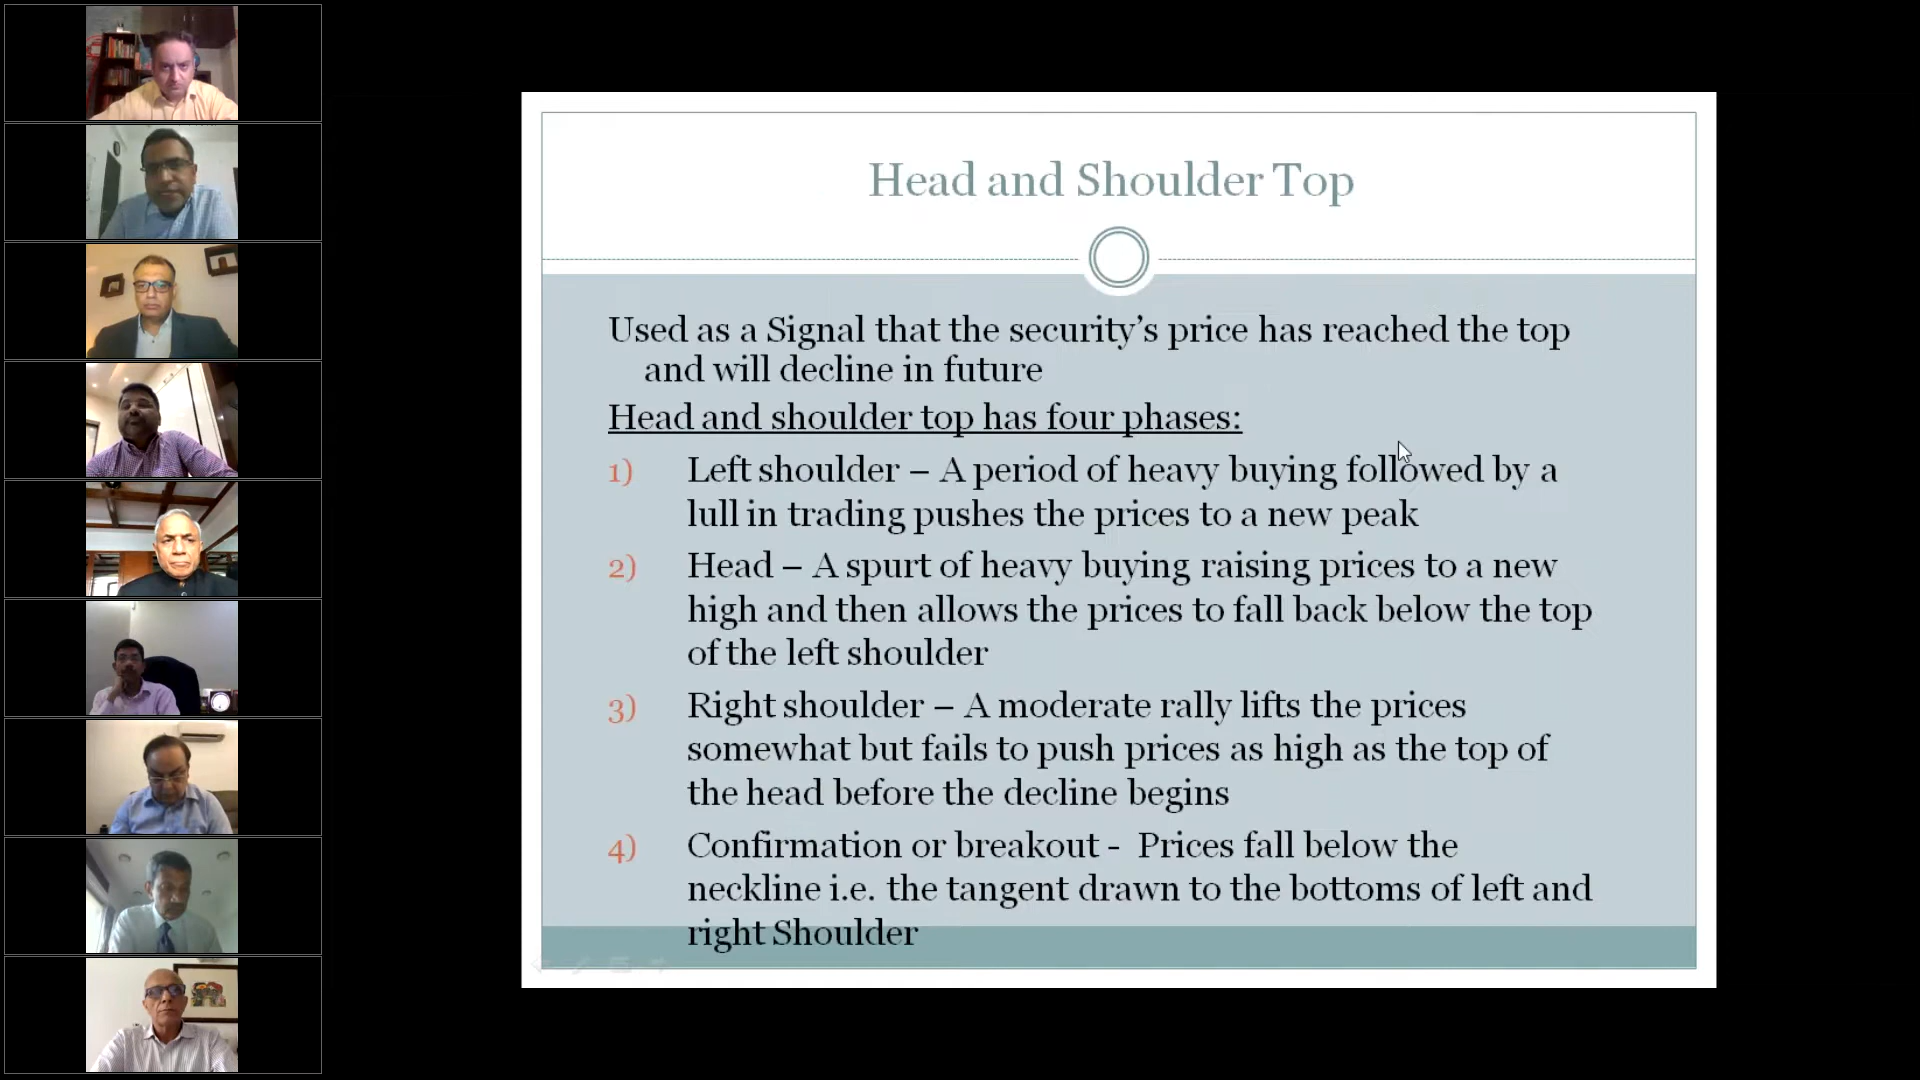 Head and Shoulder Top
Used as a Signal that the security's price has reached the top
and will decline in future
Head and shoulder top has four phases:
1) Left shoulder – A period of heavy buying followed by a
lull in trading pushes the prices to a new peak
2) Head – A spurt of heavy buying raising prices to a new
high and then allows the prices to fall back below the top
of the left shoulder
3) Right shoulder – A moderate rally lifts the prices
somewhat but fails to push prices as high as the top of
the head before the decline begins
4) Confirmation or breakout - Prices fall below the
neckline i.e. the tangent drawn to the bottoms of left and
right Shoulder